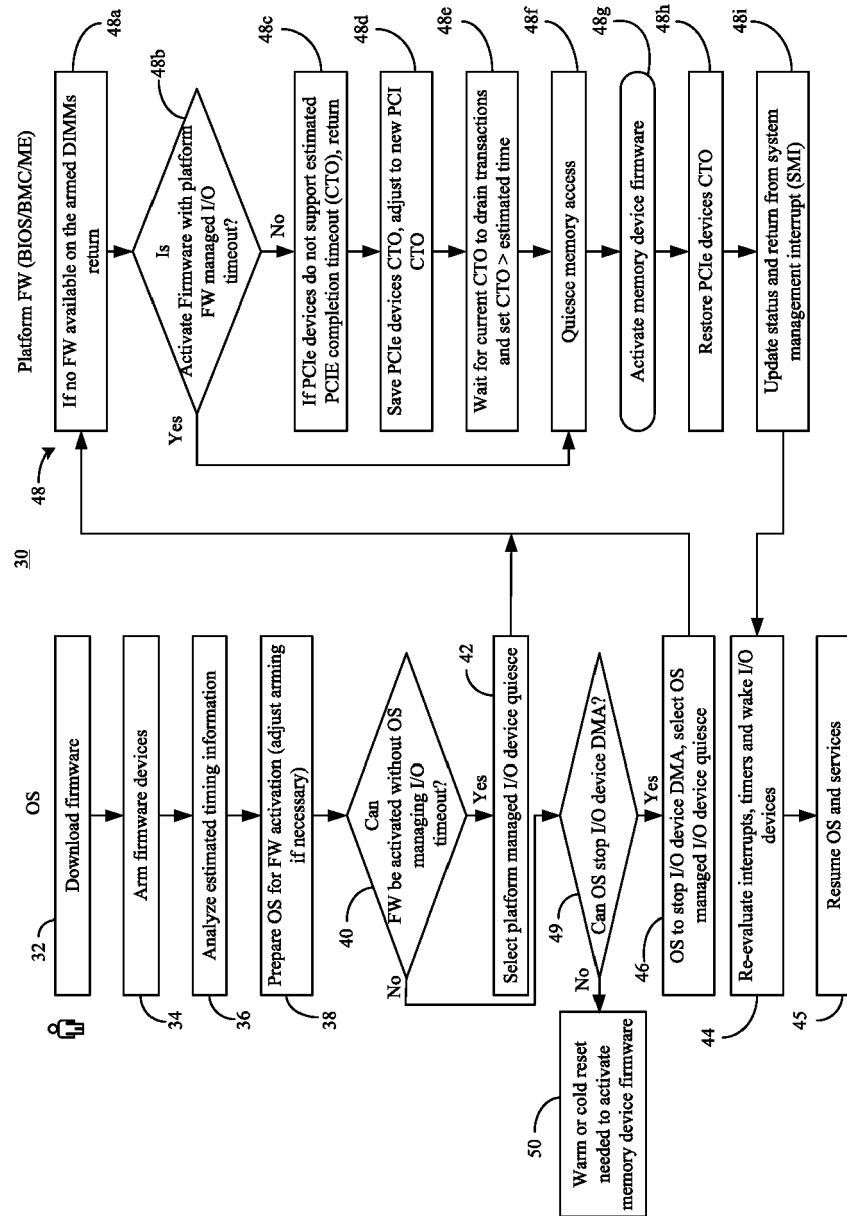 30
OS
32
Download firmware
34
Arm firmware devices
36
Analyze estimated timing information
38
Prepare OS for FW activation (adjust arming
if necessary)
40
Can
FW be activated without OS
managing I/O
timeout?
No
Yes
42
Select platform managed I/O device quiesce
49
Can OS stop I/O device DMA?
No
Yes
50
Warm or cold reset
needed to activate
memory device firmware
46
OS to stop I/O device DMA, select OS
managed I/O device quiesce
44
Re-evaluate interrupts, timers and wake I/O
devices
45
Resume OS and services
Platform FW (BIOS/BMC/ME)
48
48a
If no FW available on the armed DIMMs
return
48b
Is
Activate Firmware with platform
FW managed I/O
timeout?
Yes
No
48c
If PCIe devices do not support estimated
PCIE completion timeout (CTO), return
48d
Save PCIe devices CTO, adjust to new PCI
CTO
48e
Wait for current CTO to drain transactions
and set CTO > estimated time
48f
Quiesce memory access
48g
Activate memory device firmware
48h
Restore PCIe devices CTO
48i
Update status and return from system
management interrupt (SMI)